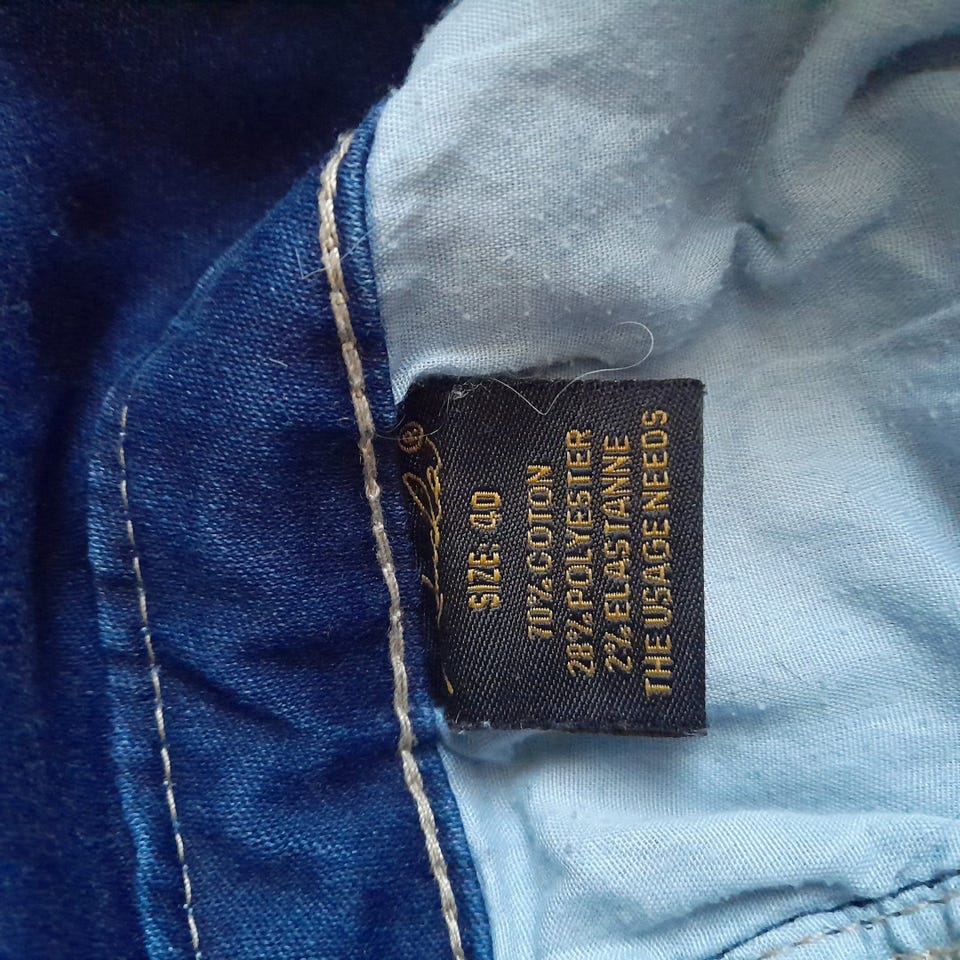 ®
SIZE: 40
70% COTON
28% POLYESTER
2% ELASTANNE
THE USAGE NEEDS